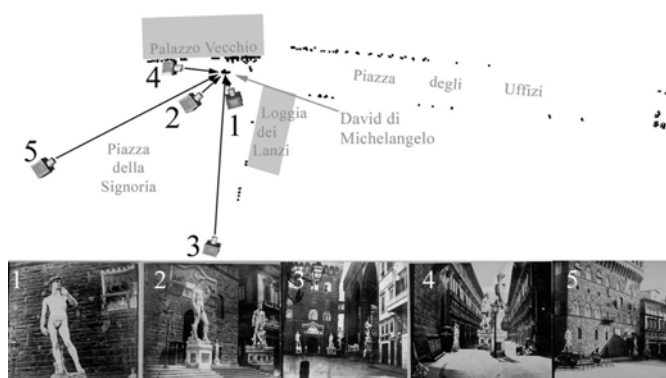 Palazzo Vecchio
4
Piazza degli Uffizi
2
1
Loggia
dei
Lanzi
David di
Michelangelo
5
Piazza
della
Signoria
3
1 2 3 4 5